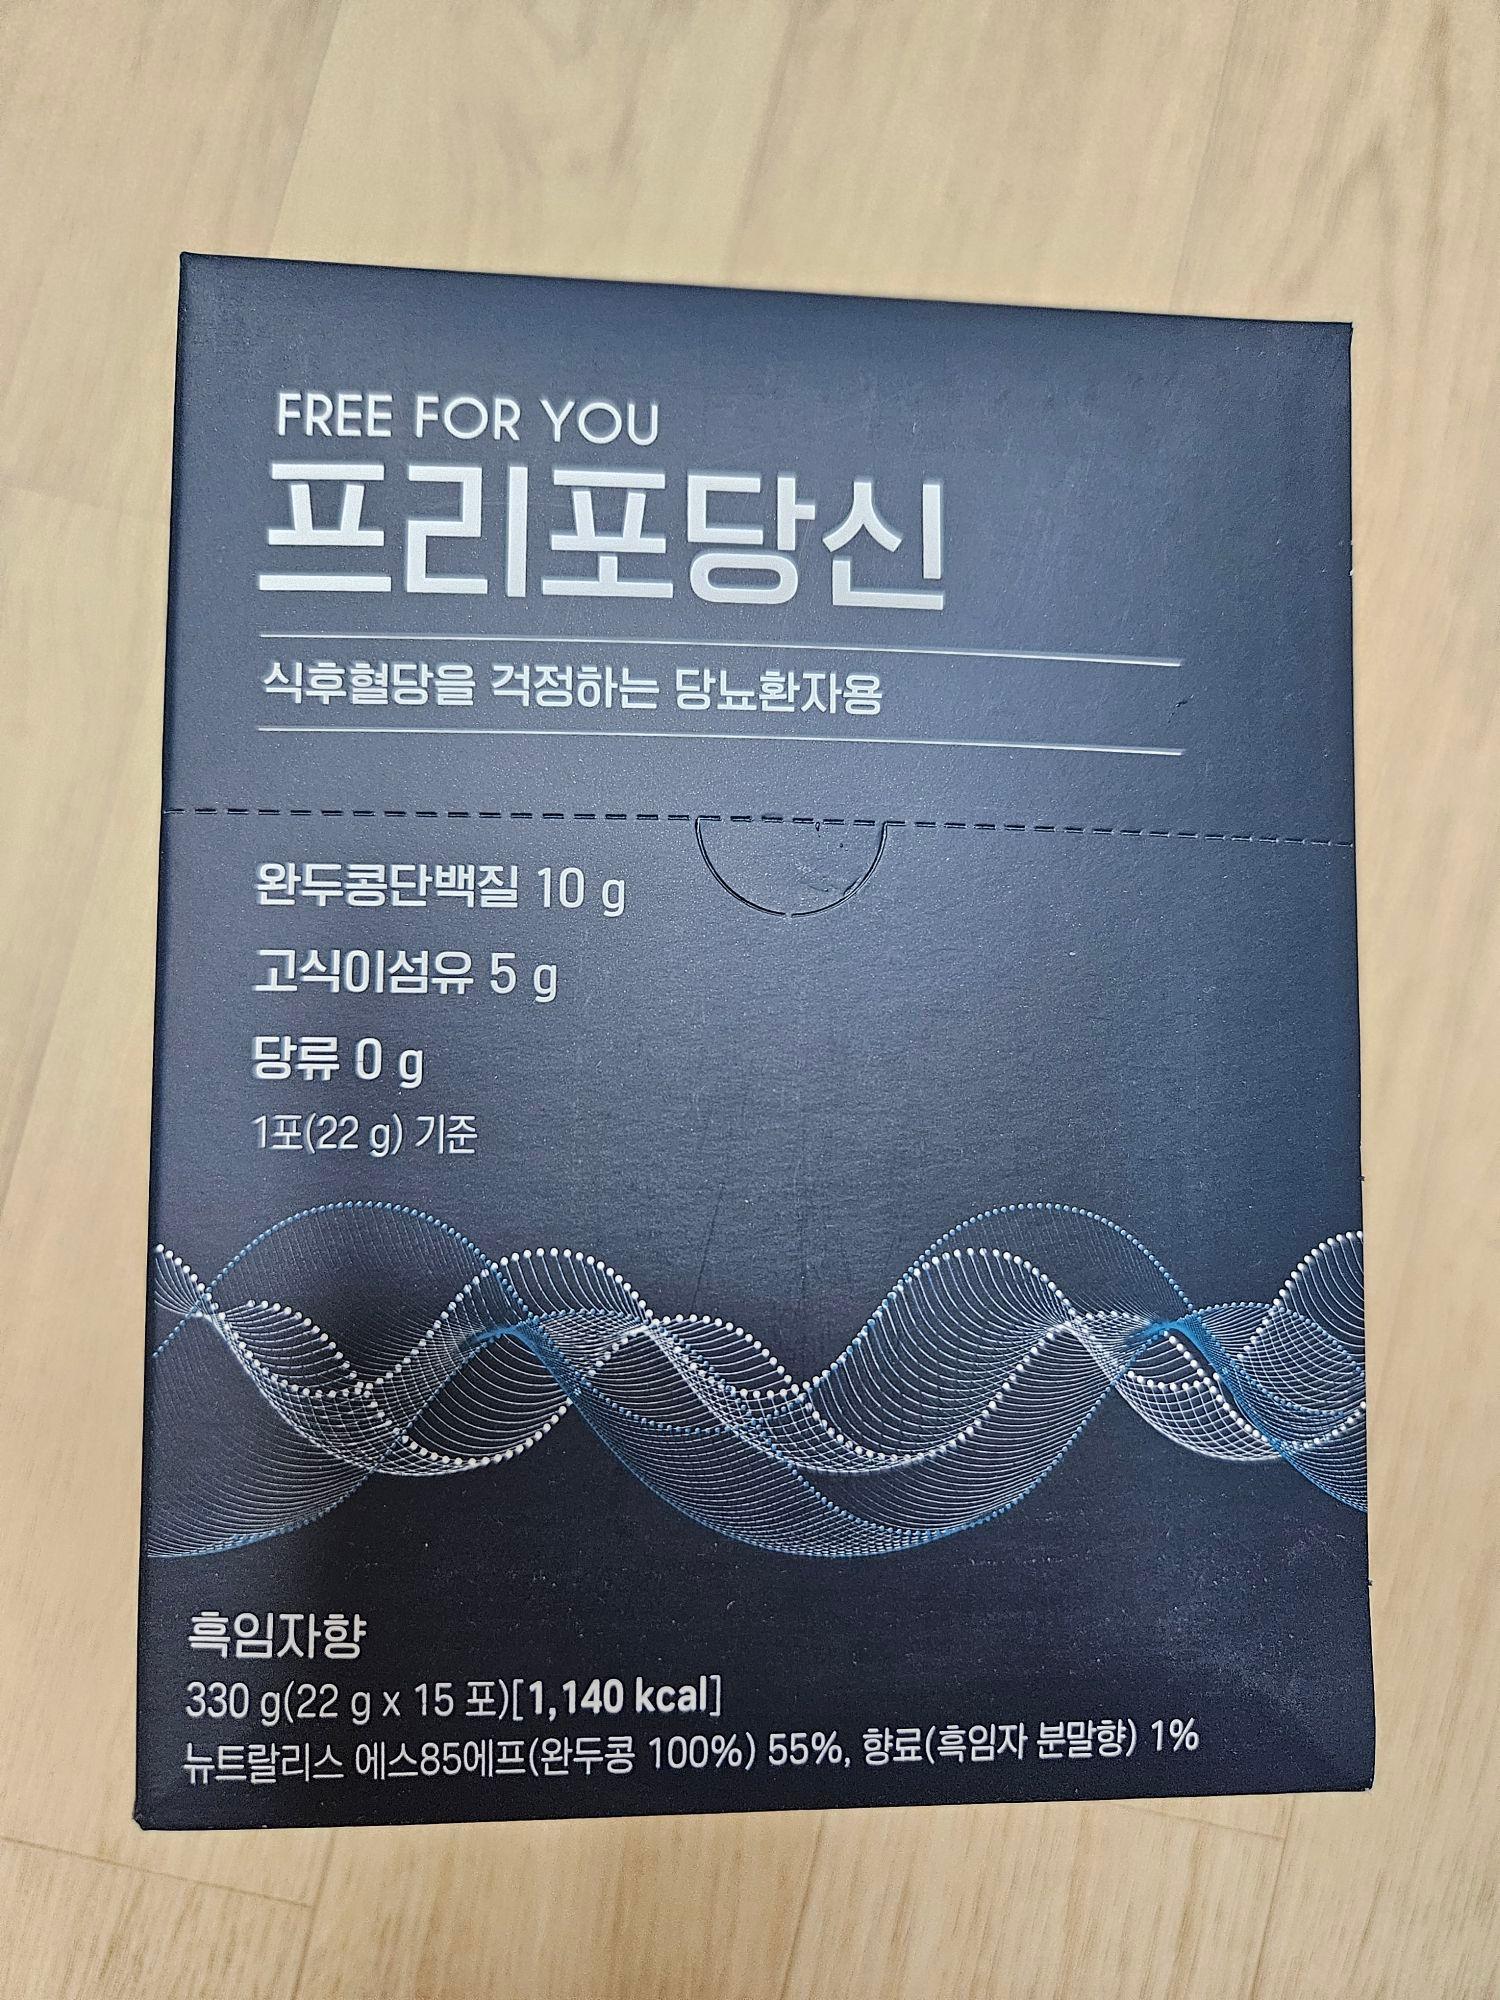 FREE FOR YOU
프리포당신
식후혈당을 걱정하는 당뇨환자용
완두콩단백질 10 g
고식이섬유 5 g
당류 0 g
1포(22 g) 기준
흑임자향
330 g(22 g x 15 포)[1,140 kcal]
뉴트랄리스 에스85에프(완두콩 100%) 55%, 향료(흑임자 분말향) 1%